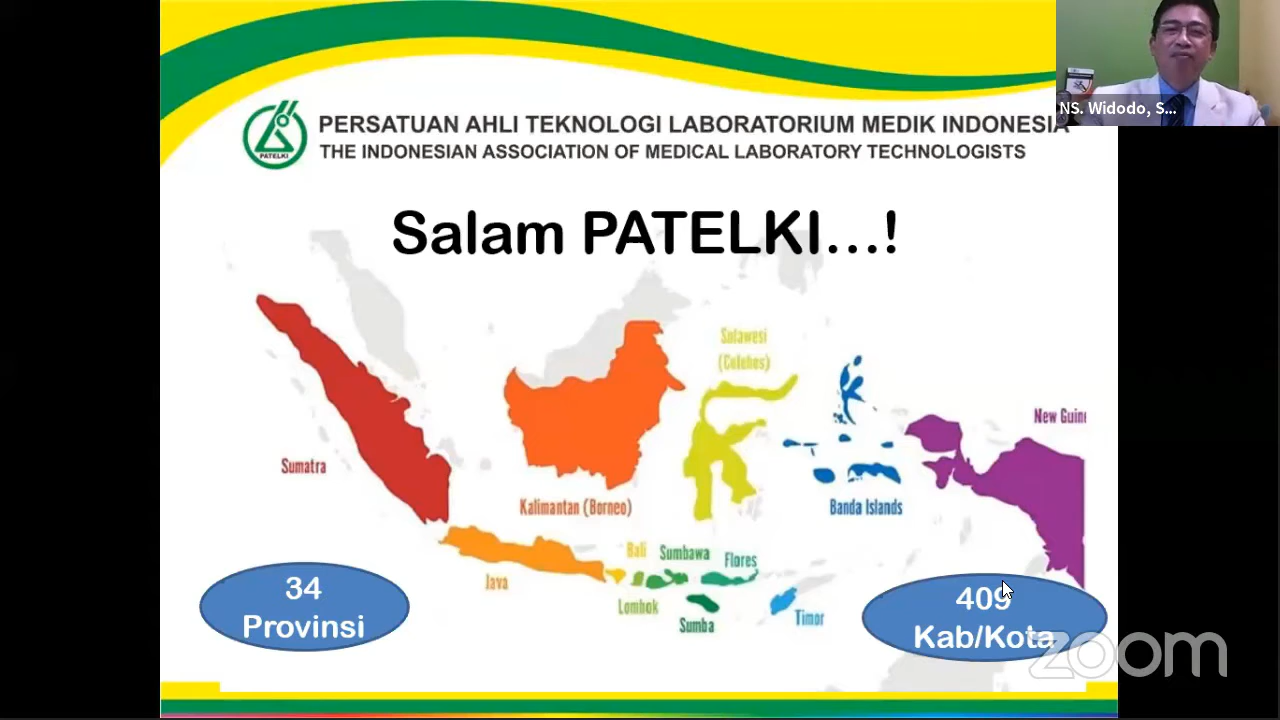 NS. Widodo, S...
PERSATUAN AHLI TEKNOLOGI LABORATORIUM MEDIK INDONESIA
THE INDONESIAN ASSOCIATION OF MEDICAL LABORATORY TECHNOLOGISTS
PATELKI
Salam PATELKI...!
Sulawesi
(Celebes)
New Guine
Sumatra
Kalimantan (Borneo)
Banda Islands
Bali
Sumbawa
Flores
Java
Lombok
Sumba
Timor
34
Provinsi
409
Kab/Kota
zoom